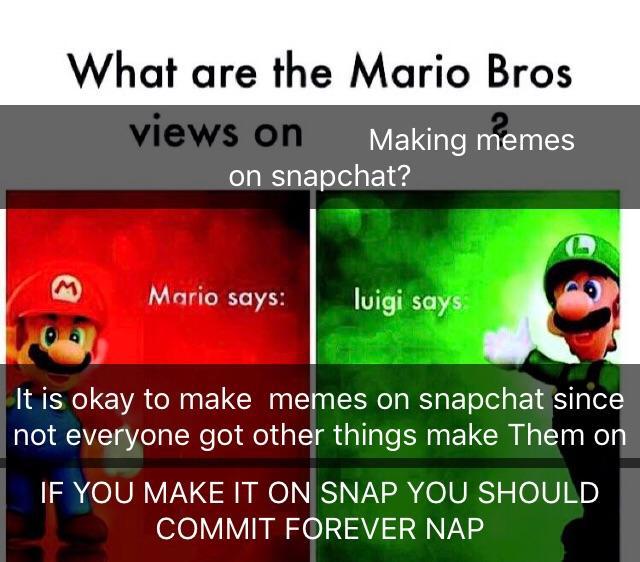 What are the Mario Bros
views on ?
Making memes
on snapchat?
M
L
Mario says:
luigi says:
It is okay to make  memes on snapchat since
not everyone got other things make Them on
IF YOU MAKE IT ON SNAP YOU SHOULD
COMMIT FOREVER NAP